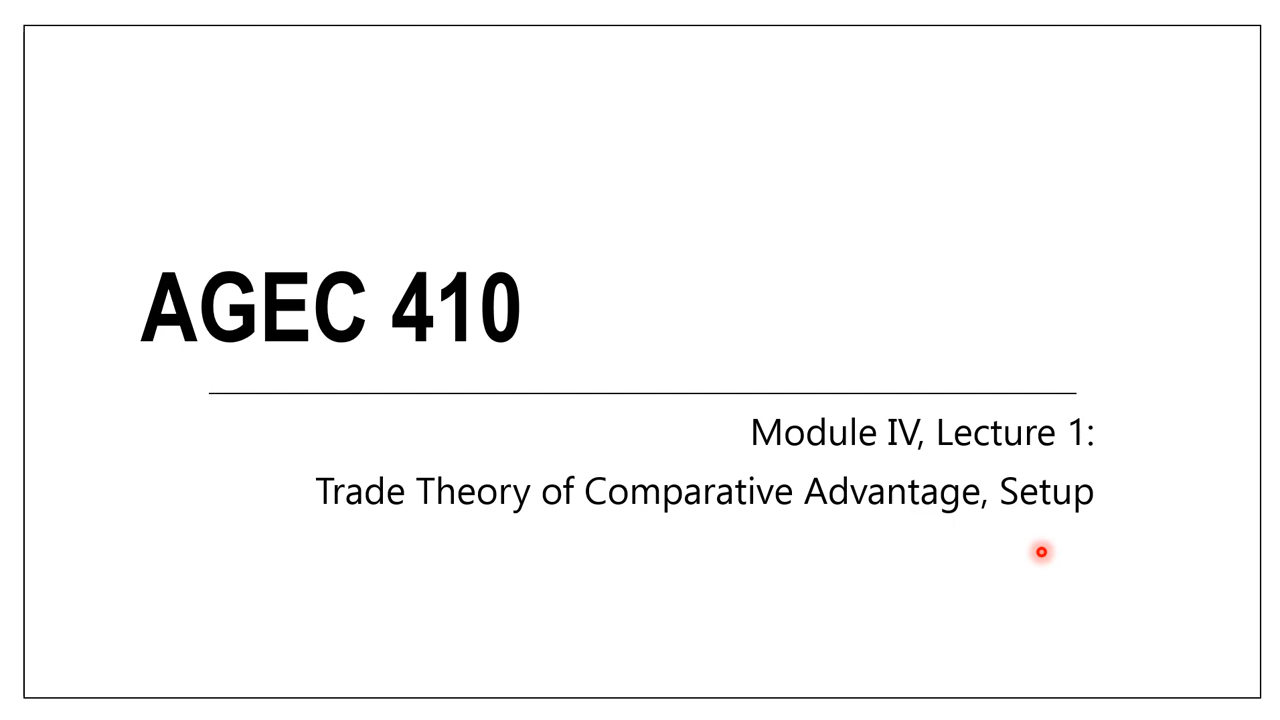 AGEC 410
Module IV, Lecture 1:
Trade Theory of Comparative Advantage, Setup